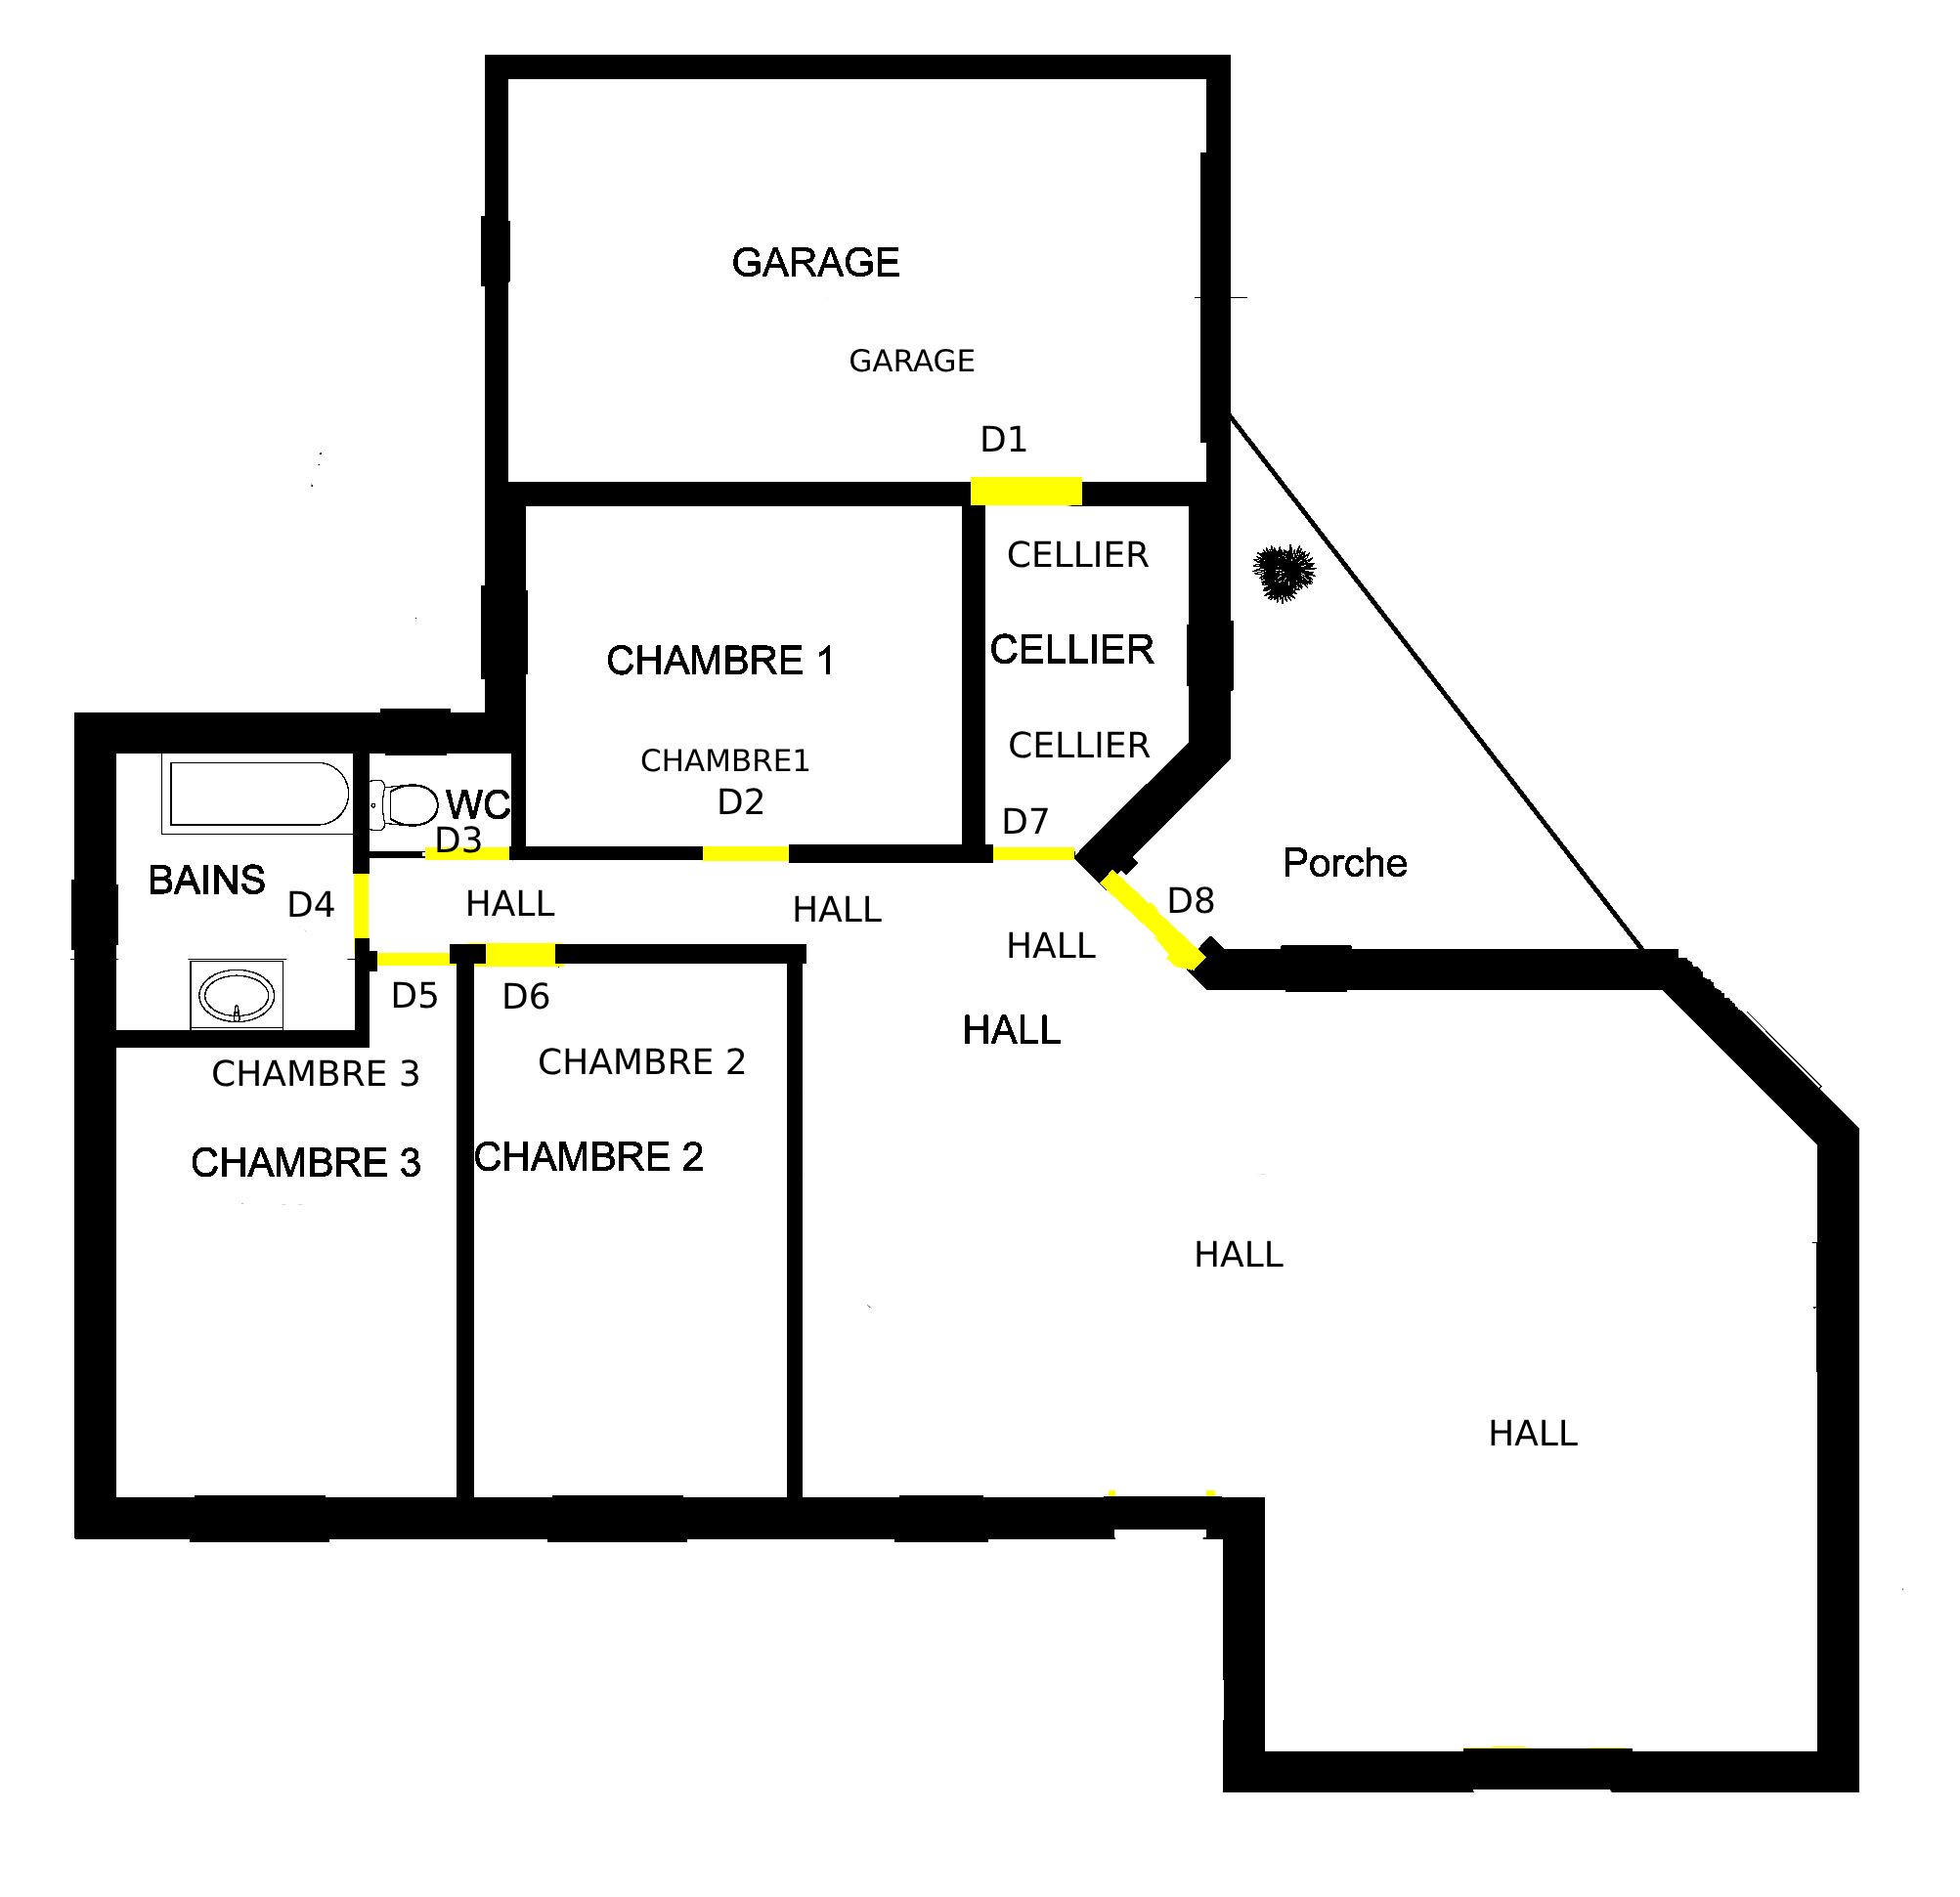 GARAGE
GARAGE
D1
CELLIER
CHAMBRE 1
CELLIER
CHAMBRE1
CELLIER
D2
WC
D3
D7
BAINS
Porche
D4
HALL
HALL
D8
HALL
D5
D6
HALL
CHAMBRE 3
CHAMBRE 2
CHAMBRE 3
CHAMBRE 2
HALL
HALL